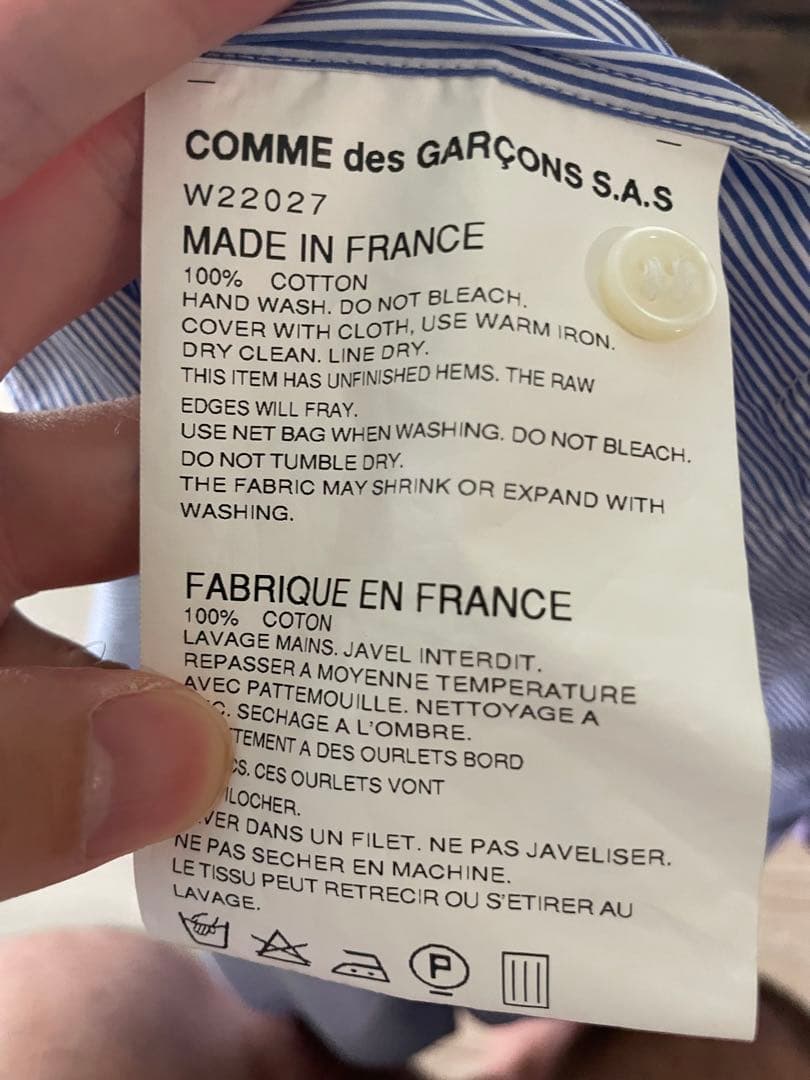 COMME des GARÇONS S.A.S
W22027
MADE IN FRANCE
100% COTTON
HAND WASH. DO NOT BLEACH.
COVER WITH CLOTH, USE WARM IRON.
DRY CLEAN. LINE DRY.
THIS ITEM HAS UNFINISHED HEMS. THE RAW
EDGES WILL FRAY.
USE NET BAG WHEN WASHING. DO NOT BLEACH.
DO NOT TUMBLE DRY.
THE FABRIC MAY SHRINK OR EXPAND WITH
WASHING.
FABRIQUE EN FRANCE
100% COTON
LAVAGE MAINS. JAVEL INTERDIT.
REPASSER A MOYENNE TEMPERATURE
AVEC PATTEMOUILLE. NETTOYAGE A
SECHAGE A L'OMBRE.
A DES OURLETS BORD
CES OURLETS VONT
DANS UN FILET. NE PAS JAVELISER.
NE PAS SECHER EN MACHINE.
LE TISSU PEUT RETRECIR OU S'ETIRER AU
LAVAGE.
P